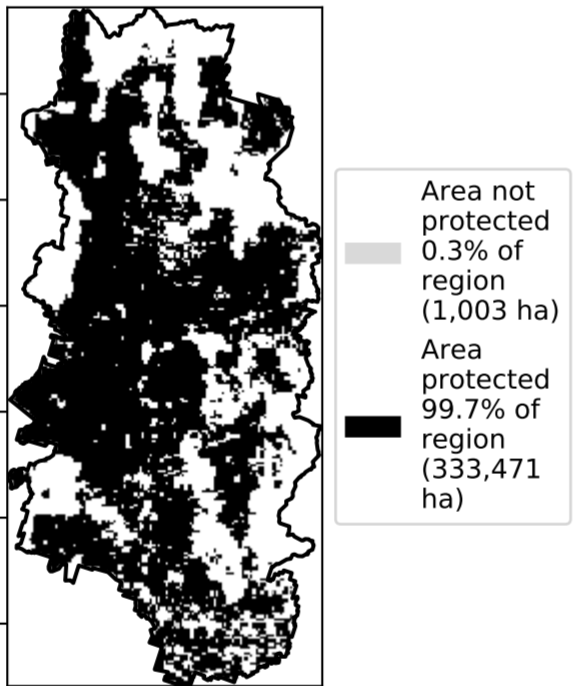 Area not
protected
0.3% of
region
(1,003 ha)
Area
protected
99.7% of
region
(333,471
ha)